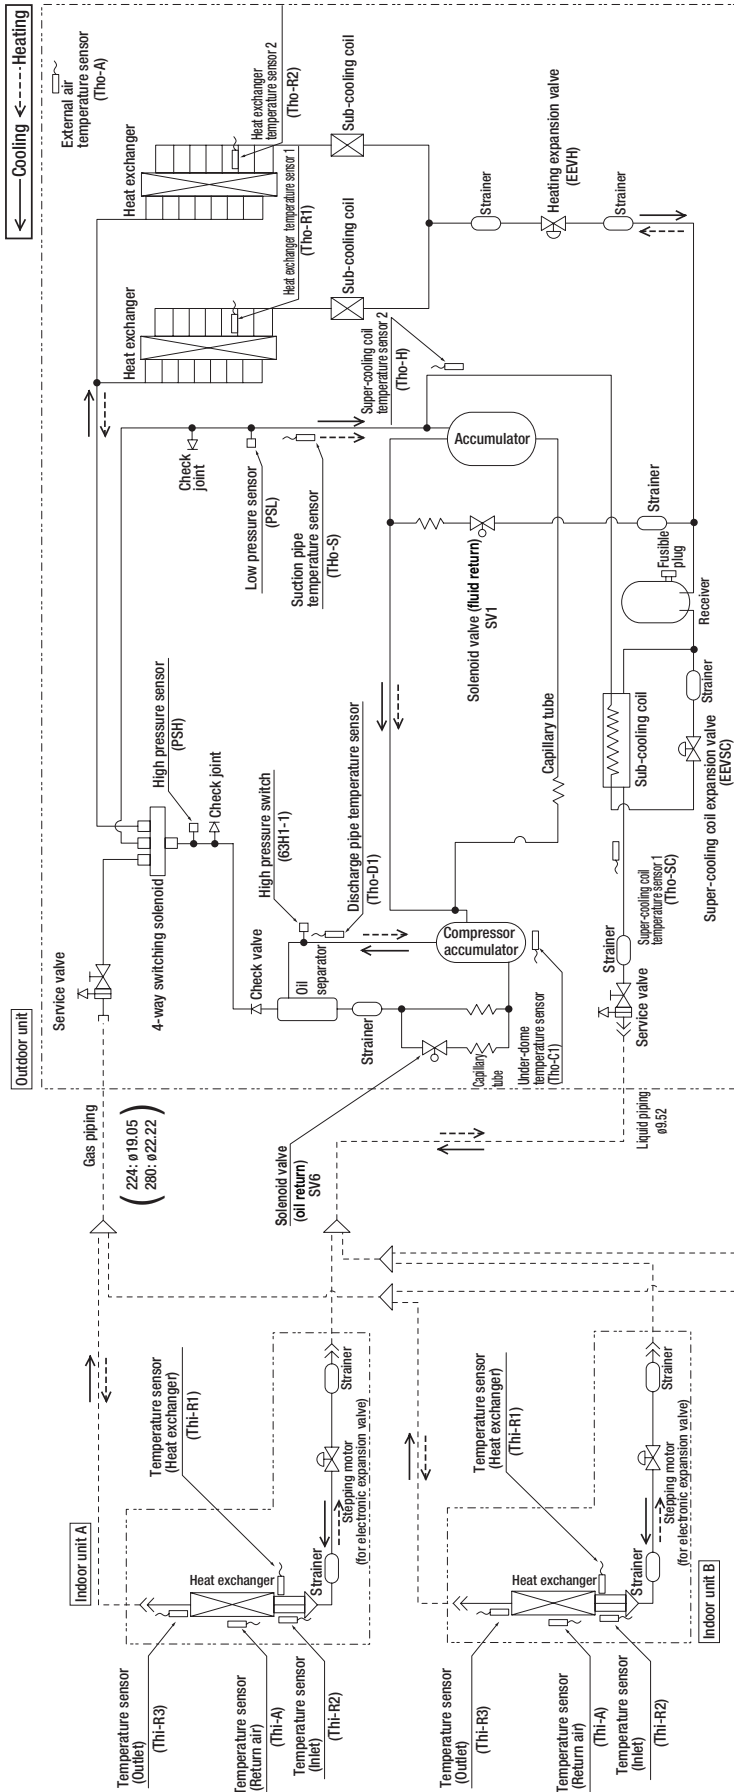 Cooling
Heating
Outdoor unit
Service valve
4-way switching solenoid
High pressure sensor
(PSH)
Check joint
Check
joint
Low pressure sensor
(PSL)
Suction pipe
temperature sensor
(THo-S)
Heat exchanger
Heat exchanger temperature sensor 1
(Tho-R1)
Heat exchanger
Heat exchanger
temperature sensor 2
(Tho-R2)
External air
temperature sensor
(Tho-A)
Sub-cooling coil
Sub-cooling coil
Strainer
Heating expansion valve
(EEVH)
Strainer
Super-cooling coil
temperature sensor 2
(Tho-H)
Accumulator
Solenoid valve (fluid return)
SV1
Strainer
Fusible
plug
Receiver
Strainer
Sub-cooling coil
Super-cooling coil expansion valve
(EEVSC)
Capillary tube
Check valve
High pressure switch
(63H1-1)
Discharge pipe temperature sensor
(Tho-D1)
Oil
separator
Strainer
Compressor
accumulator
Capillary
tube
Under-dome
temperature sensor
(Tho-C1)
Super-cooling coil
temperature sensor 1
(Tho-SC)
Strainer
Service valve
Solenoid valve
(oil return)
SV6
Gas piping
224: ø19.05
280: ø22.22
Liquid piping
ø9.52
Indoor unit A
Temperature sensor
(Heat exchanger)
(Thi-R1)
Heat exchanger
Strainer
Stepping motor
(for electronic expansion valve)
Strainer
Temperature sensor
(Outlet)
(Thi-R3)
Temperature sensor
(Return air)
(Thi-A)
Temperature sensor
(Inlet)
(Thi-R2)
Indoor unit B
Temperature sensor
(Heat exchanger)
(Thi-R1)
Heat exchanger
Strainer
Stepping motor
(for electronic expansion valve)
Strainer
Temperature sensor
(Outlet)
(Thi-R3)
Temperature sensor
(Return air)
(Thi-A)
Temperature sensor
(Inlet)
(Thi-R2)